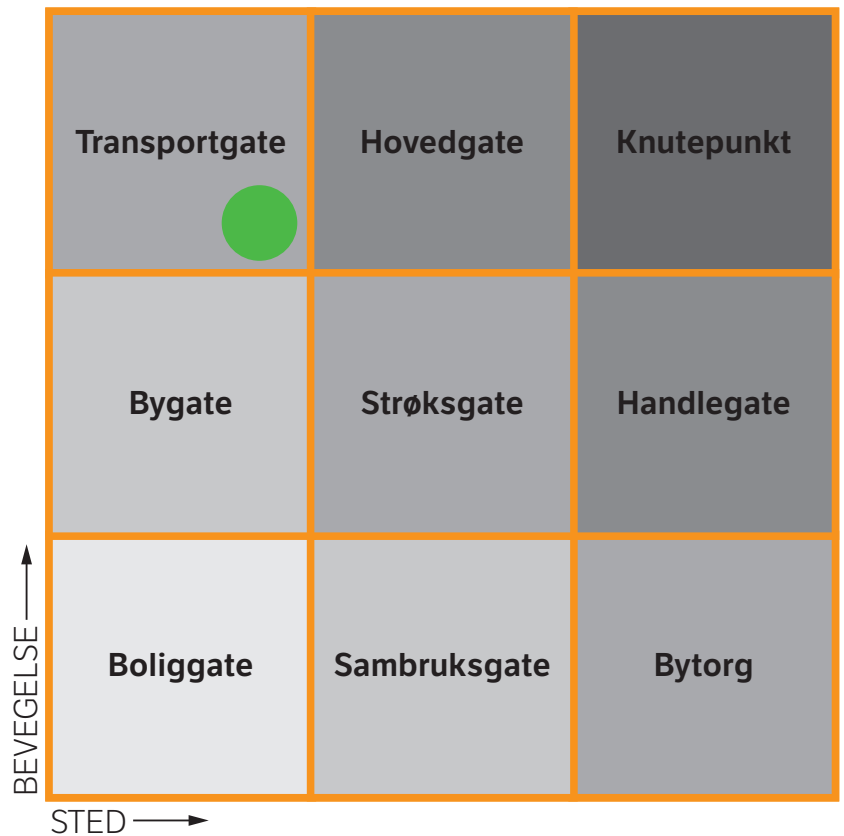 Transportgate
Hovedgate
Knutepunkt
Bygate
Strøksgate
Handlegate
Boliggate
Sambruksgate
Bytorg
BEVEGELSE
STED